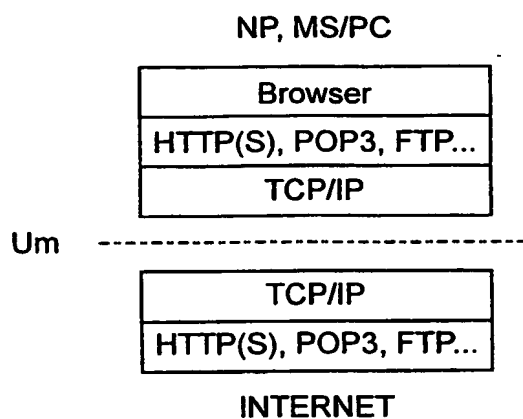 NP, MS/PC
Browser
HTTP(S), POP3, FTP...
TCP/IP
Um
TCP/IP
HTTP(S), POP3, FTP...
INTERNET